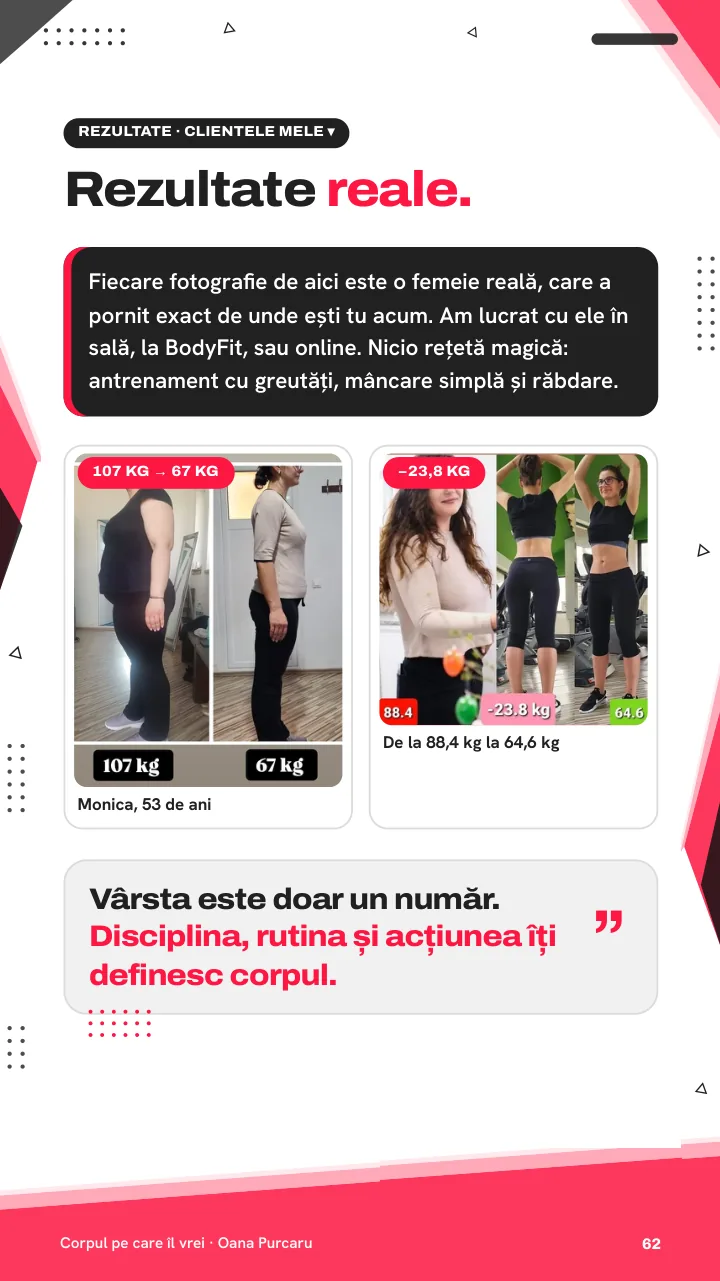 REZULTATE · CLIENTELE MELE ▾
Rezultate reale.
Fiecare fotografie de aici este o femeie reală, care a
pornit exact de unde ești tu acum. Am lucrat cu ele în
sală, la BodyFit, sau online. Nicio rețetă magică:
antrenament cu greutăți, mâncare simplă și răbdare.
107 KG → 67 KG
107 kg
67 kg
Monica, 53 de ani
−23,8 KG
88.4
-23.8 kg
64.6
De la 88,4 kg la 64,6 kg
Vârsta este doar un număr.
Disciplina, rutina și acțiunea îți
definesc corpul.
”
Corpul pe care îl vrei · Oana Purcaru
62